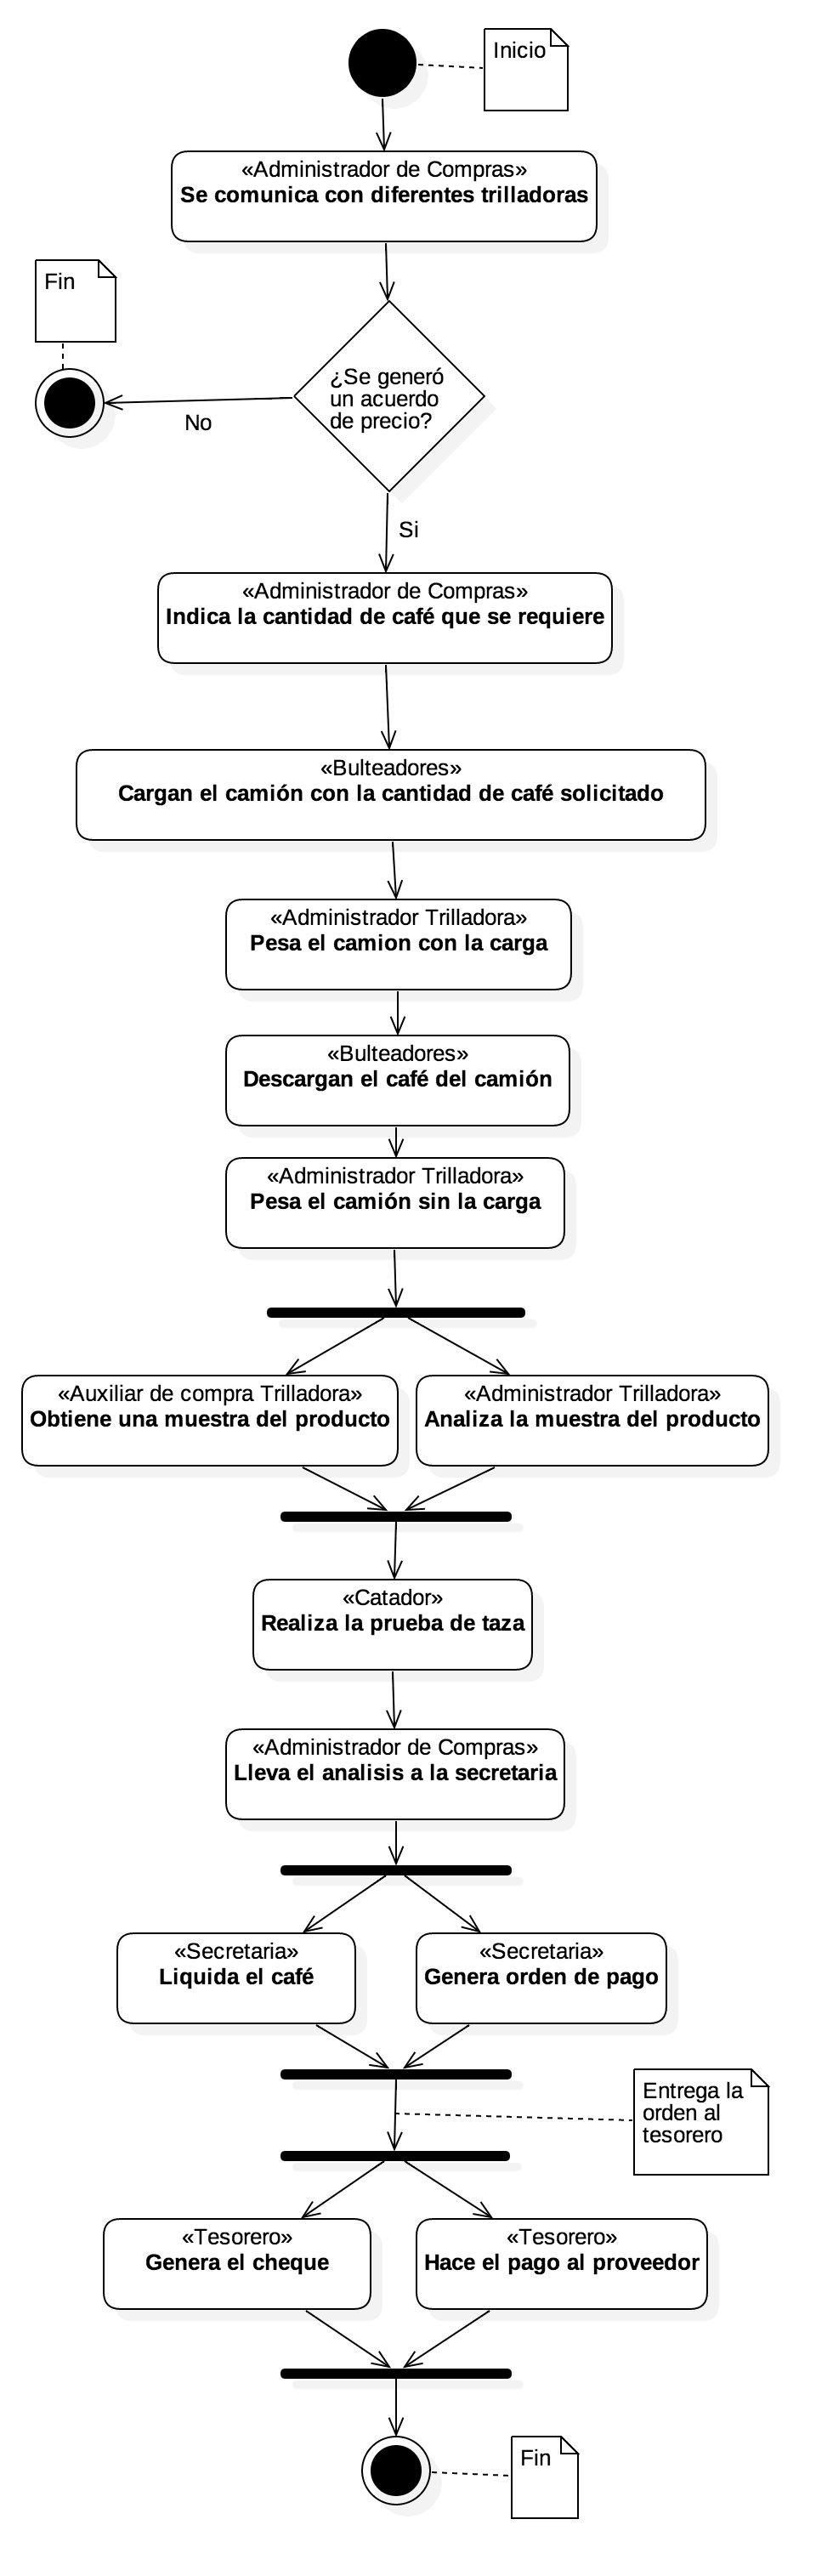 Inicio
«Administrador de Compras»
Se comunica con diferentes trilladoras
Fin
¿Se generó
un acuerdo
de precio?
No
Si
«Administrador de Compras»
Indica la cantidad de café que se requiere
«Bulteadores»
Cargan el camión con la cantidad de café solicitado
«Administrador Trilladora»
Pesa el camion con la carga
«Bulteadores»
Descargan el café del camión
«Administrador Trilladora»
Pesa el camión sin la carga
«Auxiliar de compra Trilladora»
Obtiene una muestra del producto
«Administrador Trilladora»
Analiza la muestra del producto
«Catador»
Realiza la prueba de taza
«Administrador de Compras»
Lleva el analisis a la secretaria
«Secretaria»
Liquida el café
«Secretaria»
Genera orden de pago
Entrega la
orden al
tesorero
«Tesorero»
Genera el cheque
«Tesorero»
Hace el pago al proveedor
Fin